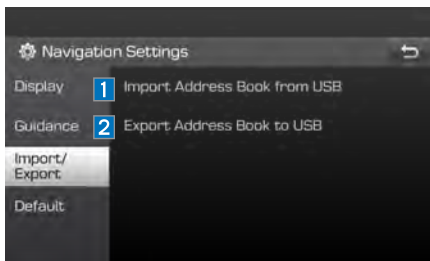 Navigation Settings
Display
1 Import Address Book from USB
Guidance
2 Export Address Book to USB
Import/
Export
Default